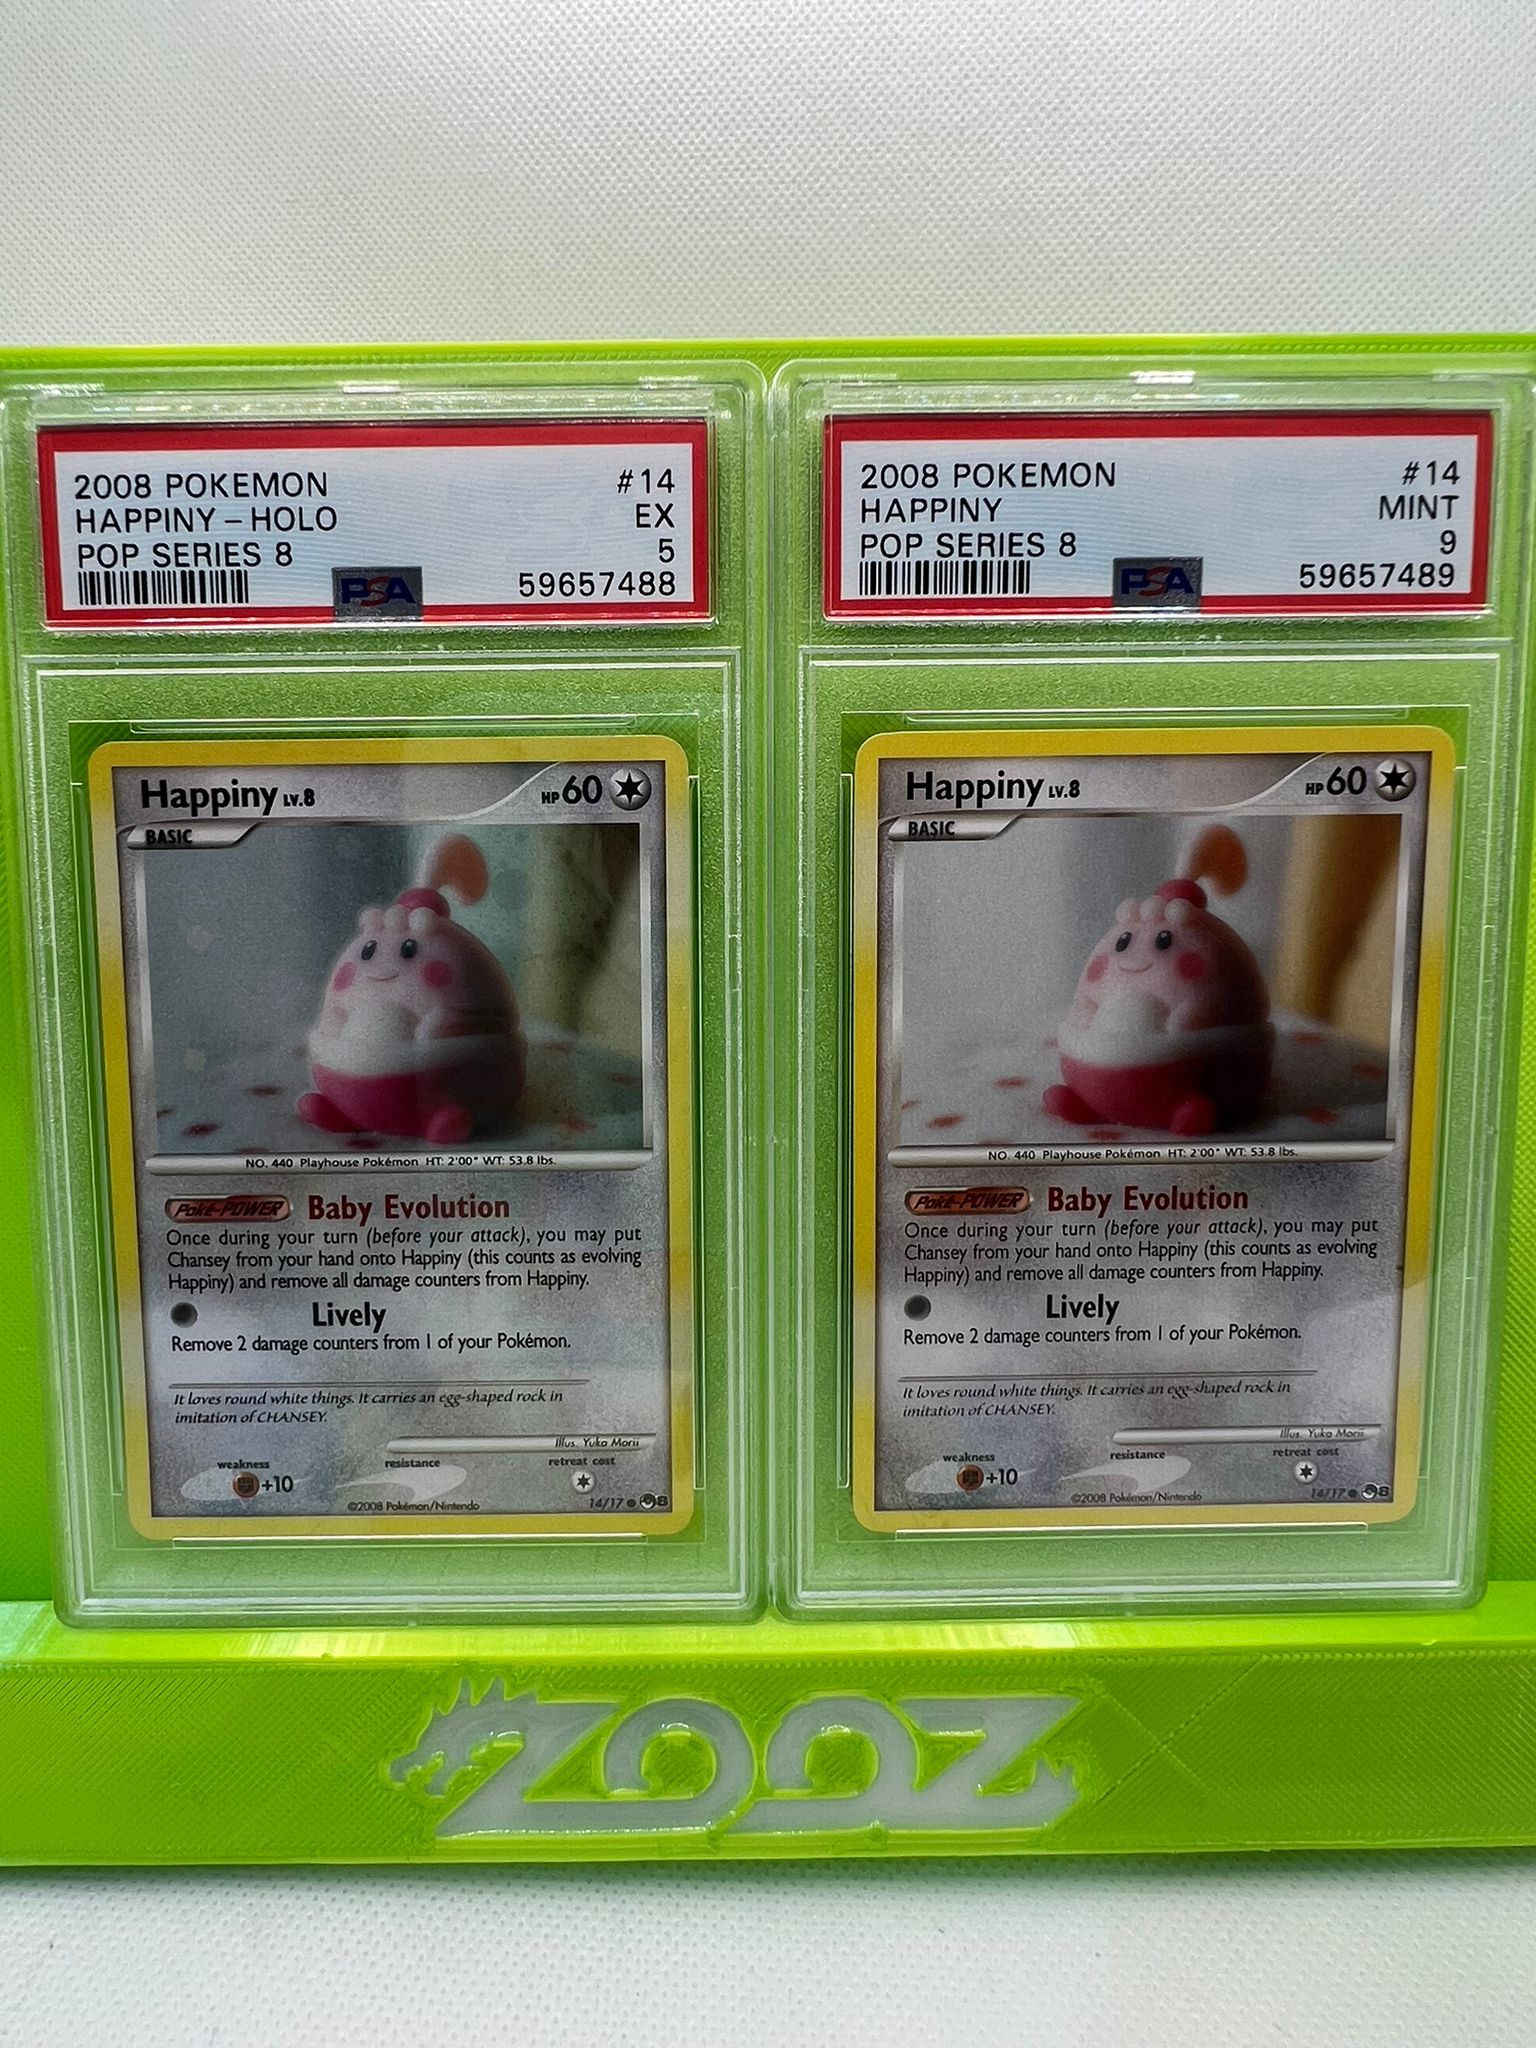 2008 POKEMON #14
HAPPINY - HOLO EX
POP SERIES 8 5
PSA 59657488
Happiny LV.8 HP 60
BASIC
NO. 440 Playhouse Pokémon HT: 2'00" WT: 53.8 lbs.
Poké-POWER Baby Evolution
Once during your turn (before your attack), you may put
Chansey from your hand onto Happiny (this counts as evolving
Happiny) and remove all damage counters from Happiny.
Lively
Remove 2 damage counters from 1 of your Pokémon.
It loves round white things. It carries an egg-shaped rock in
imitation of CHANSEY.
Illus. Yuko Morii
weakness resistance retreat cost
+10
©2008 Pokémon/Nintendo 14/17 8
2008 POKEMON #14
HAPPINY MINT
POP SERIES 8 9
PSA 59657489
Happiny LV.8 HP 60
BASIC
NO. 440 Playhouse Pokémon HT: 2'00" WT: 53.8 lbs.
Poké-POWER Baby Evolution
Once during your turn (before your attack), you may put
Chansey from your hand onto Happiny (this counts as evolving
Happiny) and remove all damage counters from Happiny.
Lively
Remove 2 damage counters from 1 of your Pokémon.
It loves round white things. It carries an egg-shaped rock in
imitation of CHANSEY.
Illus. Yuko Morii
weakness resistance retreat cost
+10
©2008 Pokémon/Nintendo 14/17 8